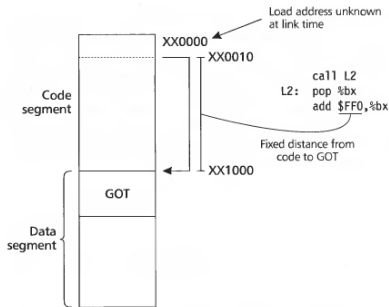 Load address unknown
at link time
XX0000
XX0010
call L2
L2: pop %bx
add $FF0,%bx
Code
segment
Fixed distance from
code to GOT
XX1000
GOT
Data
segment